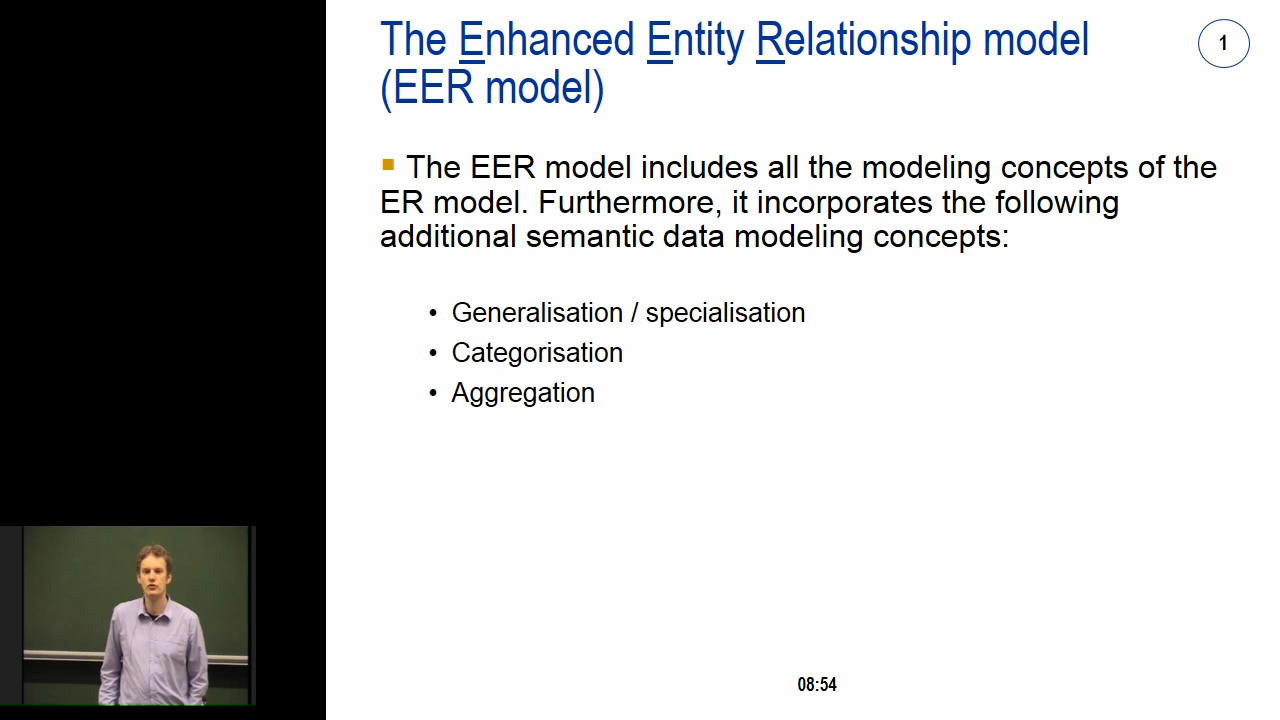 The Enhanced Entity Relationship model
(EER model)
1
▪ The EER model includes all the modeling concepts of the
ER model. Furthermore, it incorporates the following
additional semantic data modeling concepts:
• Generalisation / specialisation
• Categorisation
• Aggregation
08:54